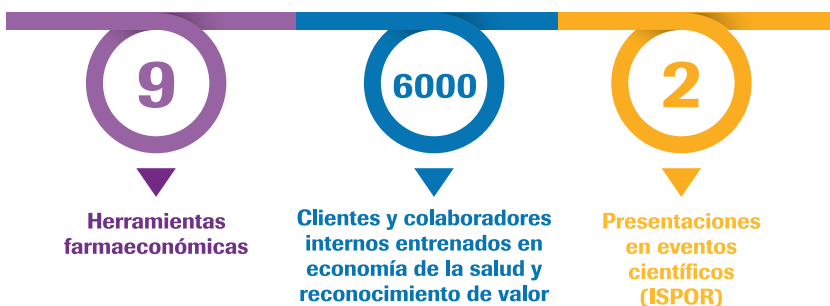 9
Herramientas
farmaeconómicas
6000
Clientes y colaboradores
internos entrenados en
economía de la salud y
reconocimiento de valor
2
Presentaciones
en eventos
científicos
(ISPOR)